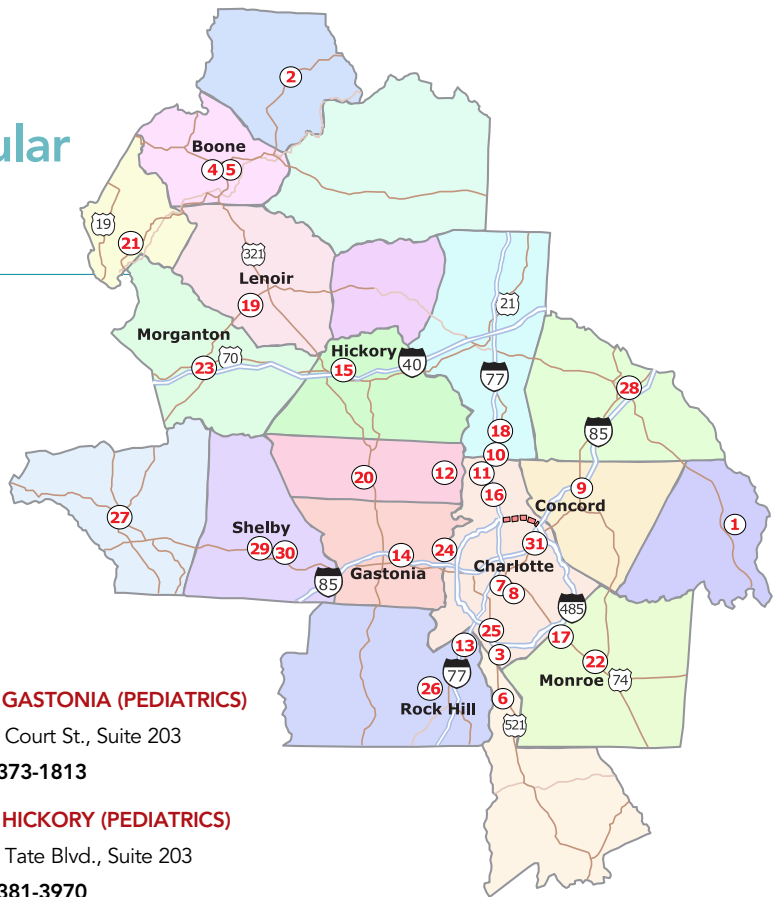 ular
2
Boone
4 5
19
21
321
Lenoir
19
21
Morganton
Hickory
70
40
23
15
77
28
85
18
10
12
11
20
9
16
Concord
27
1
Shelby
31
29 30
24
14
Charlotte
Gastonia
85
7
8
485
25
17
13
3
22
77
Monroe
74
26
6
Rock Hill
521
GASTONIA (PEDIATRICS)
Court St., Suite 203
373-1813
HICKORY (PEDIATRICS)
Tate Blvd., Suite 203
381-3970